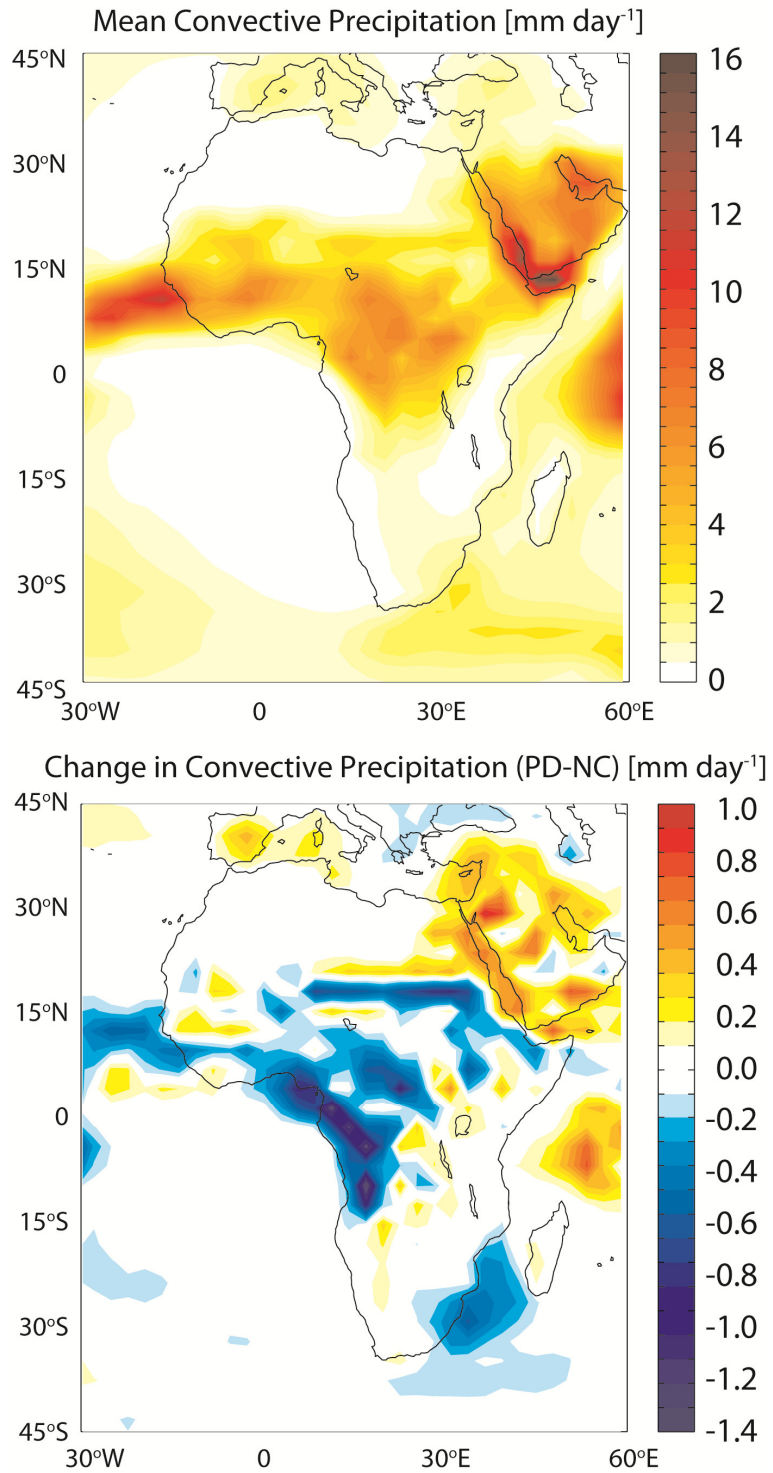 Mean Convective Precipitation [mm day⁻¹]
45°N
30°N
15°N
0
15°S
30°S
45°S
30°W
0
30°E
60°E
16
14
12
10
8
6
4
2
0
Change in Convective Precipitation (PD-NC) [mm day⁻¹]
45°N
30°N
15°N
0
15°S
30°S
45°S
30°W
0
30°E
60°E
1.0
0.8
0.6
0.4
0.2
0.0
-0.2
-0.4
-0.6
-0.8
-1.0
-1.2
-1.4